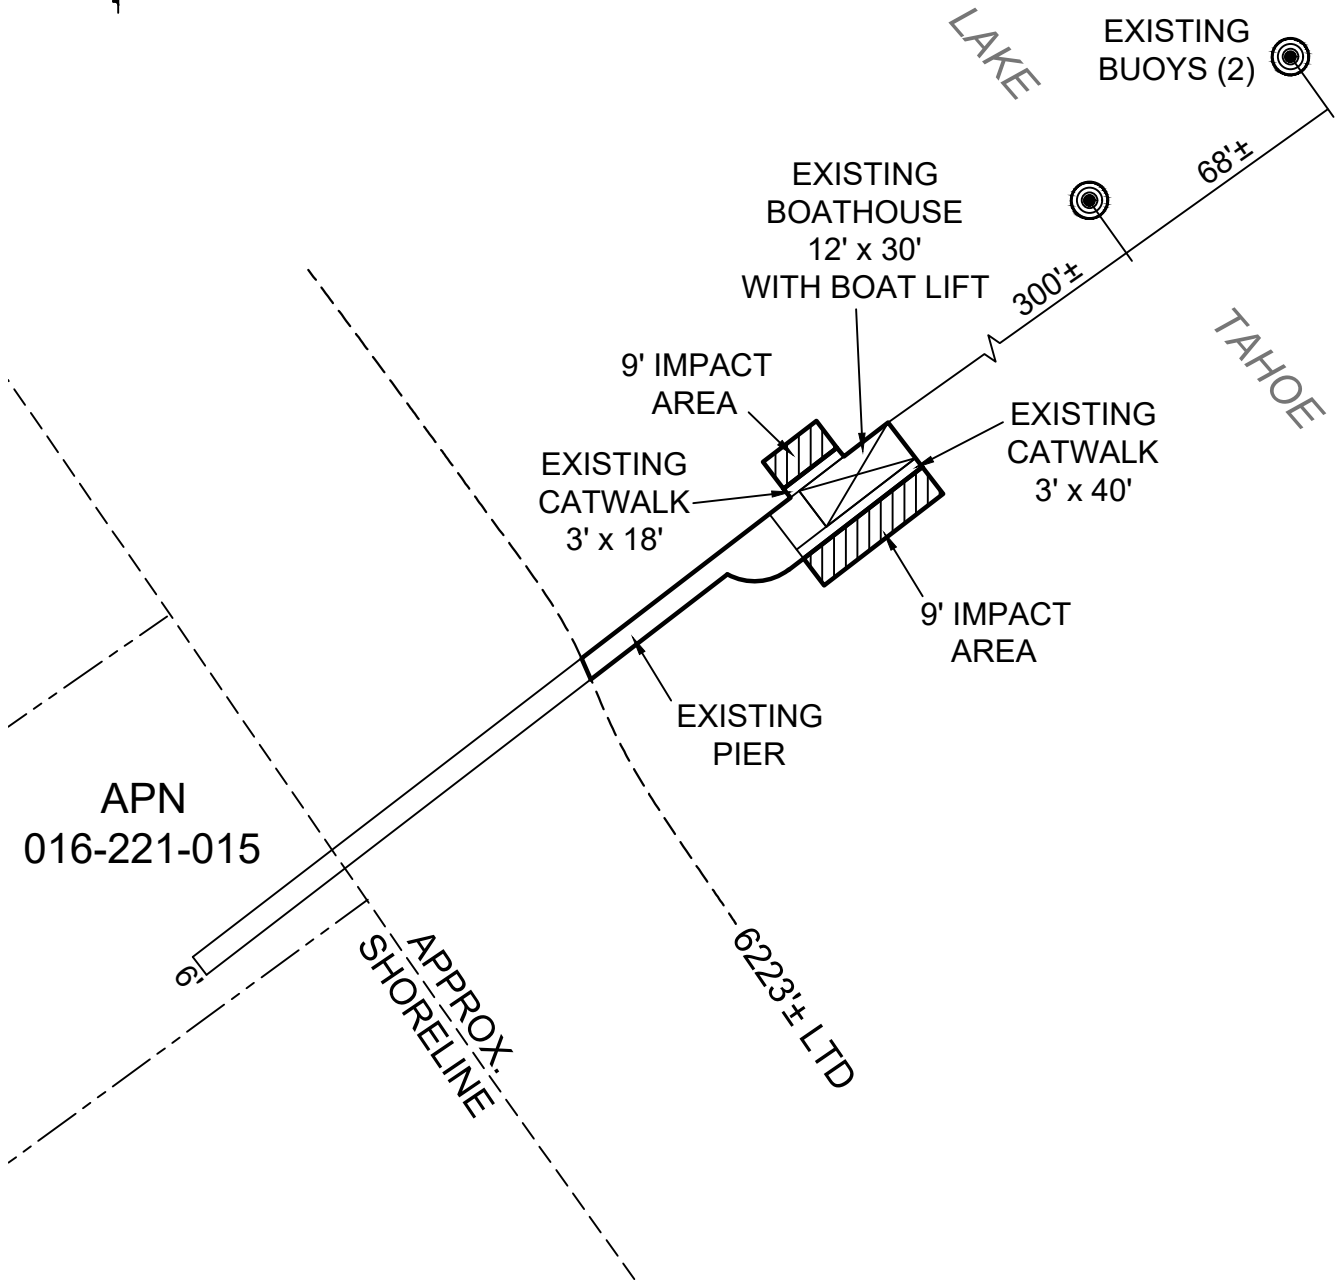 LAKE
EXISTING
BUOYS (2)
68'±
EXISTING
BOATHOUSE
12' x 30'
WITH BOAT LIFT
300'±
TAHOE
9' IMPACT
AREA
EXISTING
CATWALK
3' x 40'
EXISTING
CATWALK
3' x 18'
9' IMPACT
AREA
EXISTING
PIER
APN
016-221-015
6'
APPROX.
SHORELINE
6223'± LTD